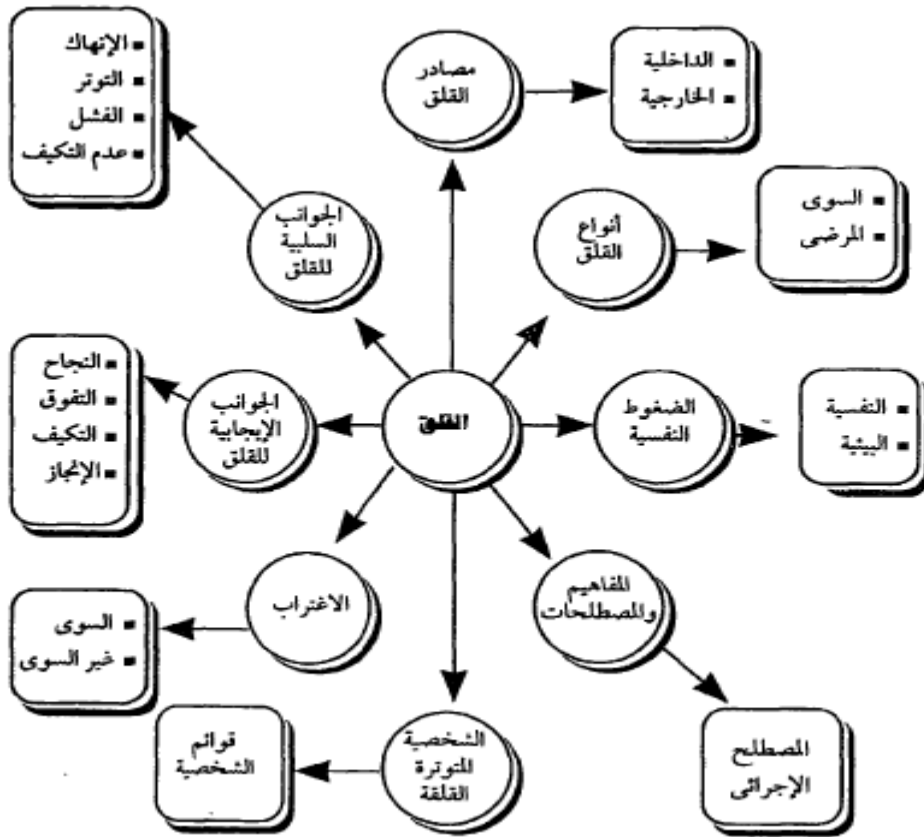 الإنهاك
التوتر
الفشل
عدم التكيف
مصادر
القلق
الداخلية
الخارجية
الجوانب
السلبية
للقلق
أنواع
القلق
السوى
المرضى
النجاح
التفوق
التكيف
الإنجاز
الجوانب
الإيجابية
للقلق
القلق
الضغوط
النفسية
النفسية
البيئية
الاغتراب
السوى
غير السوى
المفاهيم
والمصطلحات
قوائم
الشخصية
الشخصية
المتوترة
القلقة
المصطلح
الإجرائى